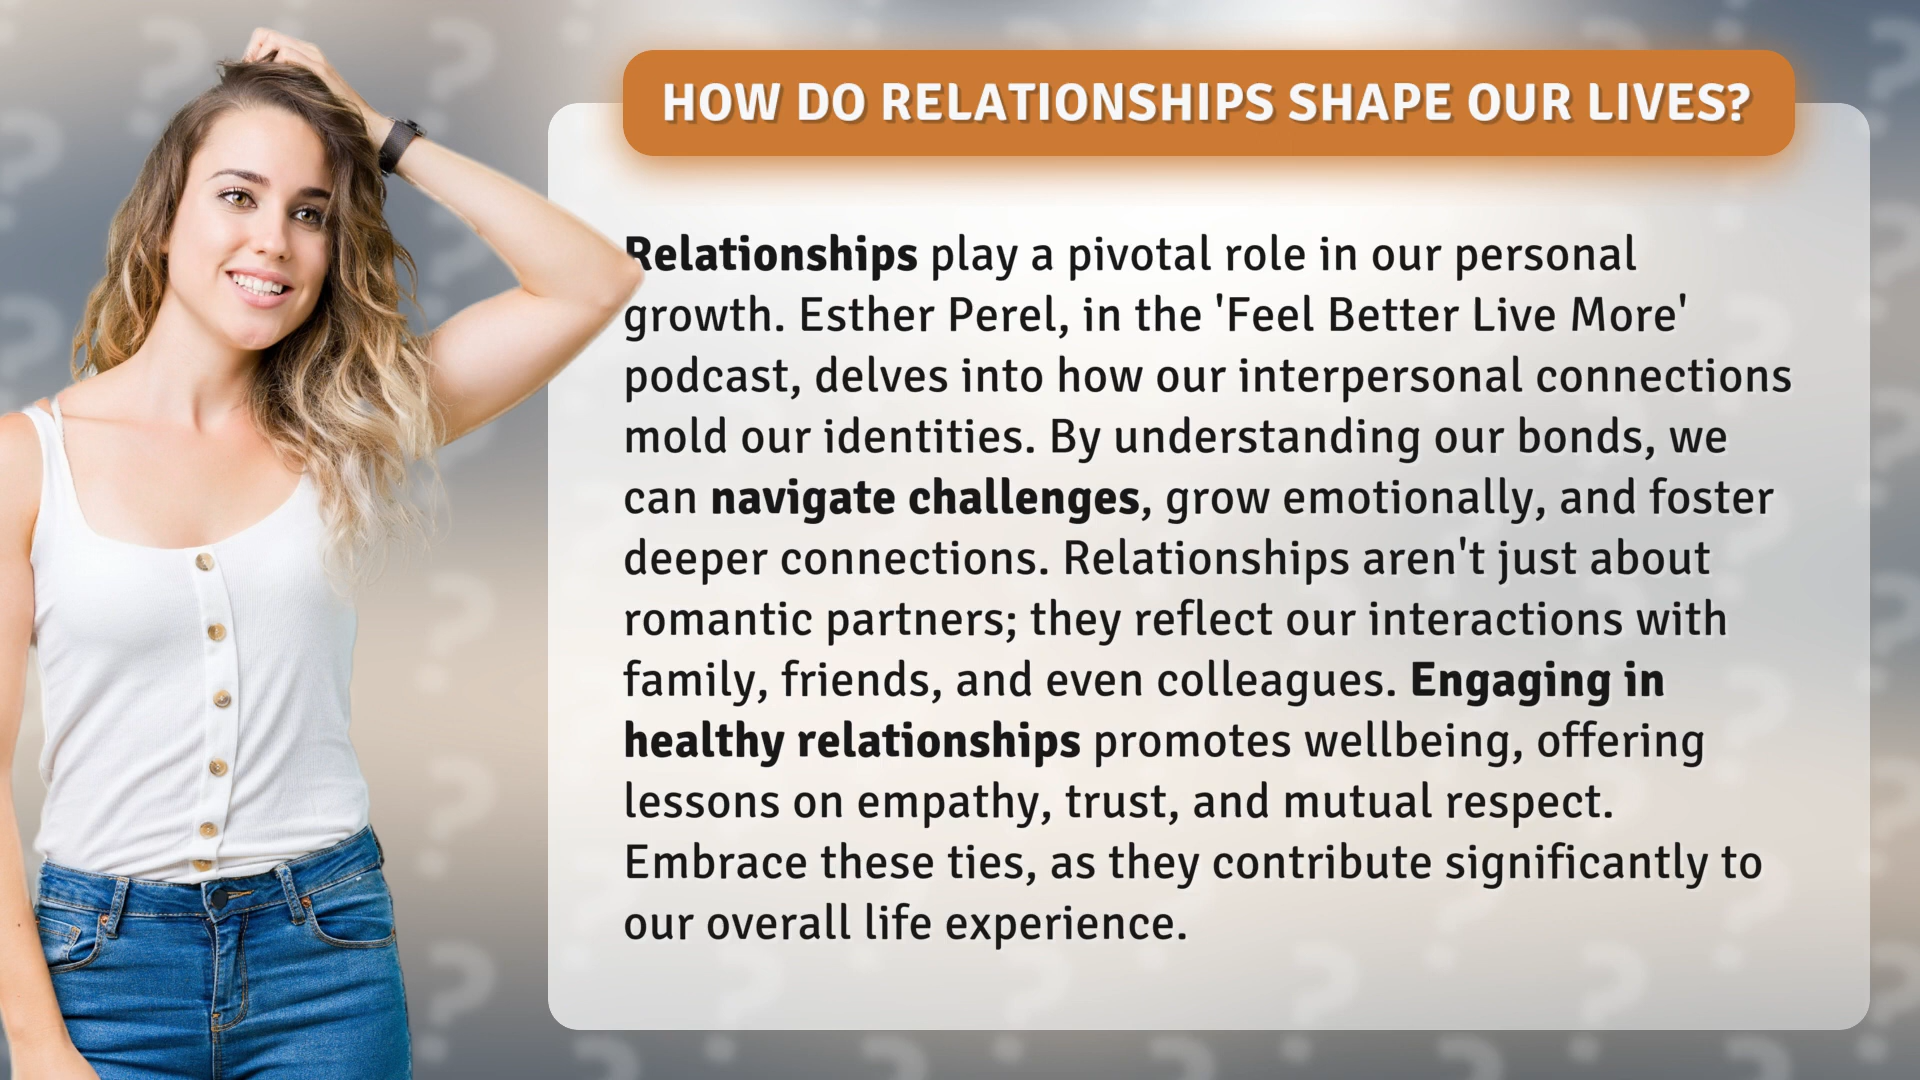 HOW DO RELATIONSHIPS SHAPE OUR LIVES?
Relationships play a pivotal role in our personal
growth. Esther Perel, in the 'Feel Better Live More'
podcast, delves into how our interpersonal connections
mold our identities. By understanding our bonds, we
can navigate challenges, grow emotionally, and foster
deeper connections. Relationships aren't just about
romantic partners; they reflect our interactions with
family, friends, and even colleagues. Engaging in
healthy relationships promotes wellbeing, offering
lessons on empathy, trust, and mutual respect.
Embrace these ties, as they contribute significantly to
our overall life experience.